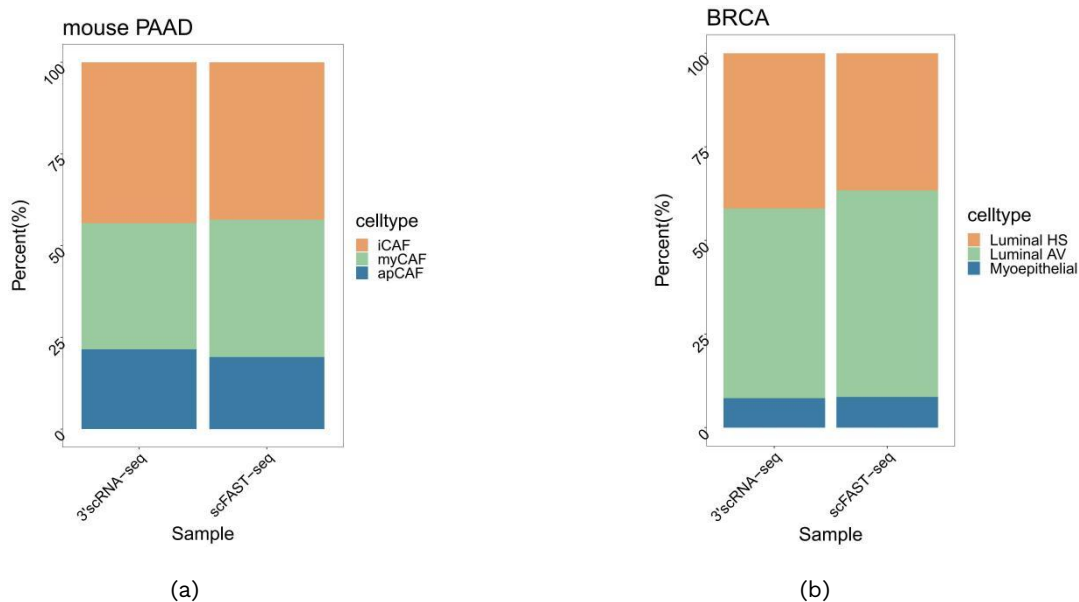 mouse PAAD
100
75
50
25
0
Percent(%)
3'scRNA-seq
scFAST-seq
Sample
celltype
iCAF
myCAF
apCAF
(a)
BRCA
100
75
50
25
0
Percent(%)
3'scRNA-seq
scFAST-seq
Sample
celltype
Luminal HS
Luminal AV
Myoepithelial
(b)